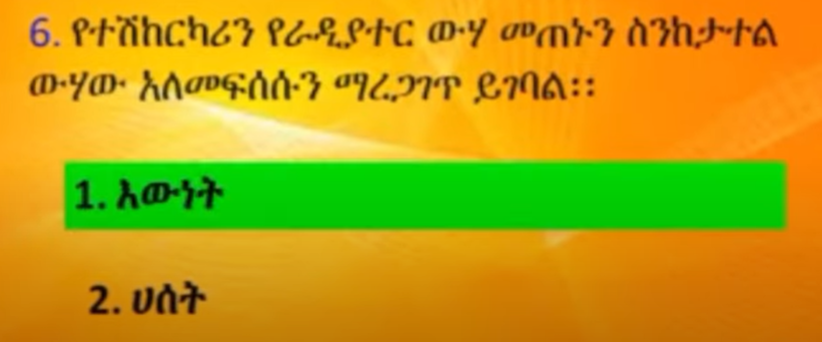 6. የተሽከርካሪን የራዲያተር ውሃ መጠኑን ስንከታተል
ውሃው አለመፍሰሱን ማረጋገጥ ይገባል፡፡
1. እውነት
2. ሀሰት